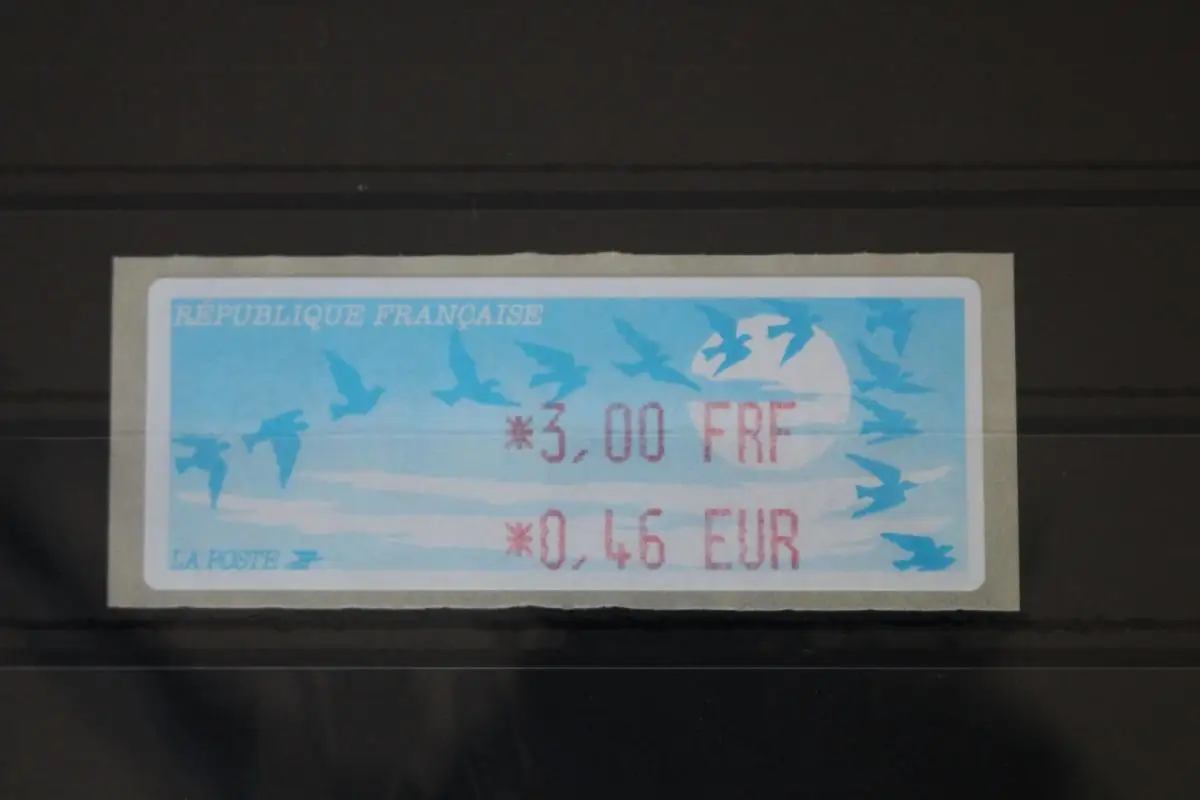 RÉPUBLIQUE FRANÇAISE
*3,00 FRF
*0,46 EUR
LA POSTE